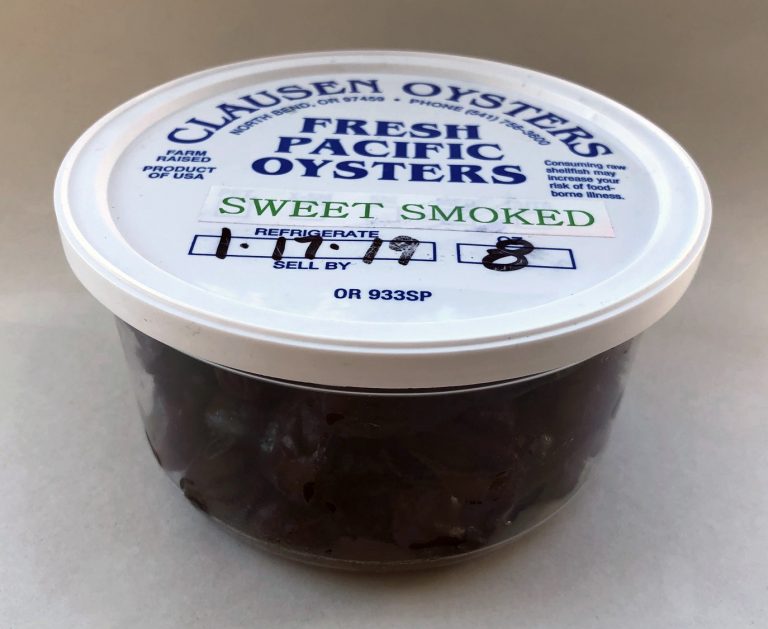 CLAUSEN OYSTERS
NORTH BEND, OR 97459 • PHONE (541) 756-3600
FARM
RAISED
PRODUCT
OF USA
FRESH
PACIFIC
OYSTERS
Consuming raw
shellfish may
increase your
risk of food-
borne illness.
SWEET SMOKED
REFRIGERATE
1·17·19 8
SELL BY
OR 933SP